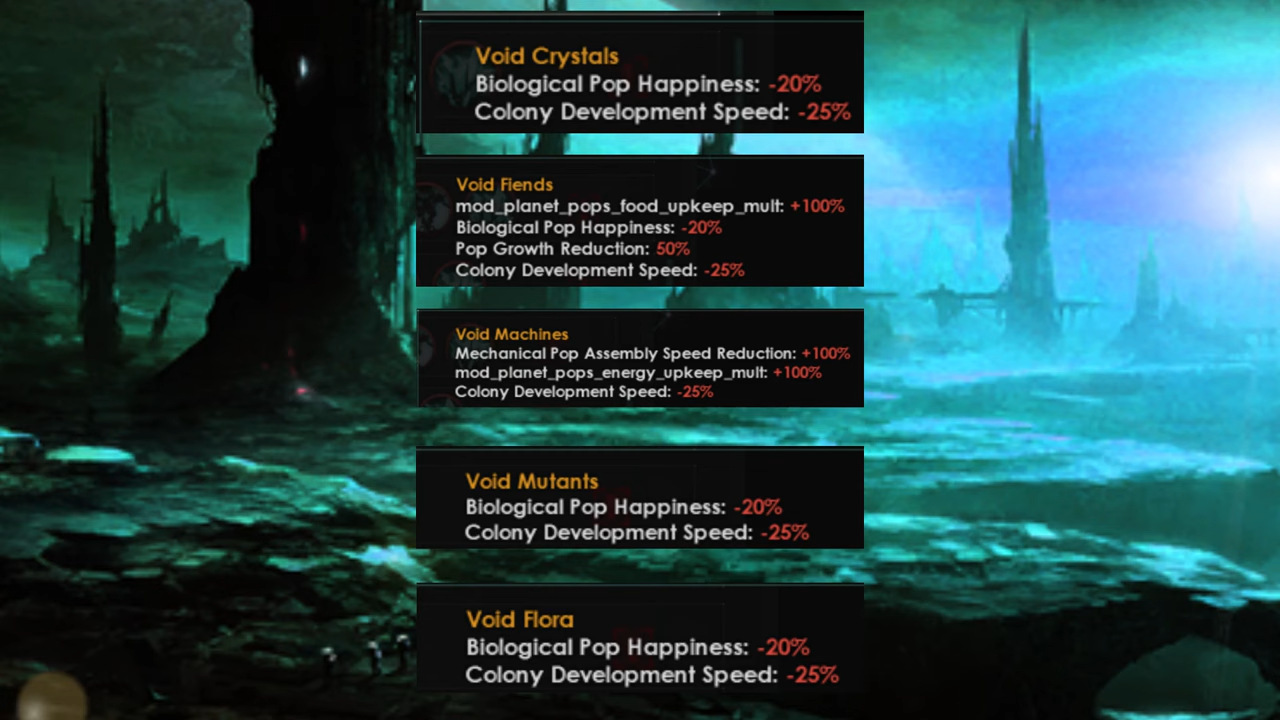 Void Crystals
Biological Pop Happiness: -20%
Colony Development Speed: -25%
Void Fiends
mod_planet_pops_food_upkeep_mult: +100%
Biological Pop Happiness: -20%
Pop Growth Reduction: 50%
Colony Development Speed: -25%
Void Machines
Mechanical Pop Assembly Speed Reduction: +100%
mod_planet_pops_energy_upkeep_mult: +100%
Colony Development Speed: -25%
Void Mutants
Biological Pop Happiness: -20%
Colony Development Speed: -25%
Void Flora
Biological Pop Happiness: -20%
Colony Development Speed: -25%